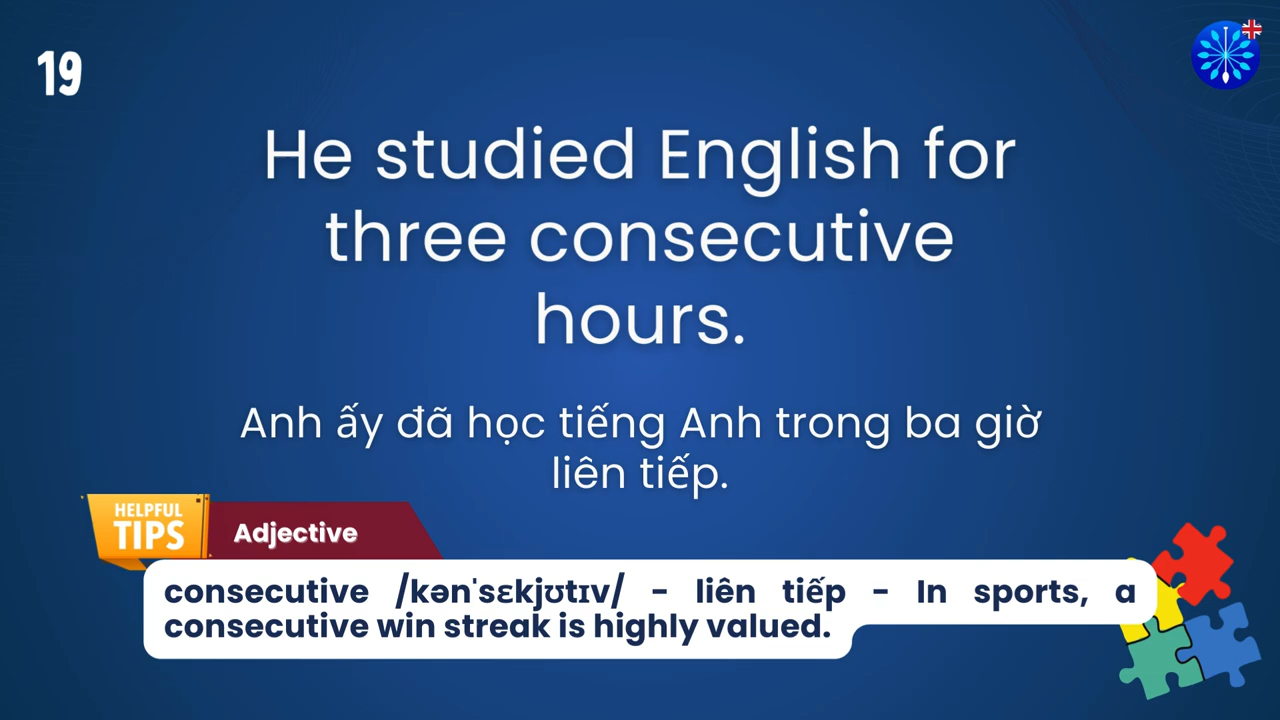 19
He studied English for
three consecutive
hours.
Anh ấy đã học tiếng Anh trong ba giờ
liên tiếp.
HELPFUL
TIPS
Adjective
consecutive /kənˈsɛkjʊtɪv/ - liên tiếp - In sports, a
consecutive win streak is highly valued.